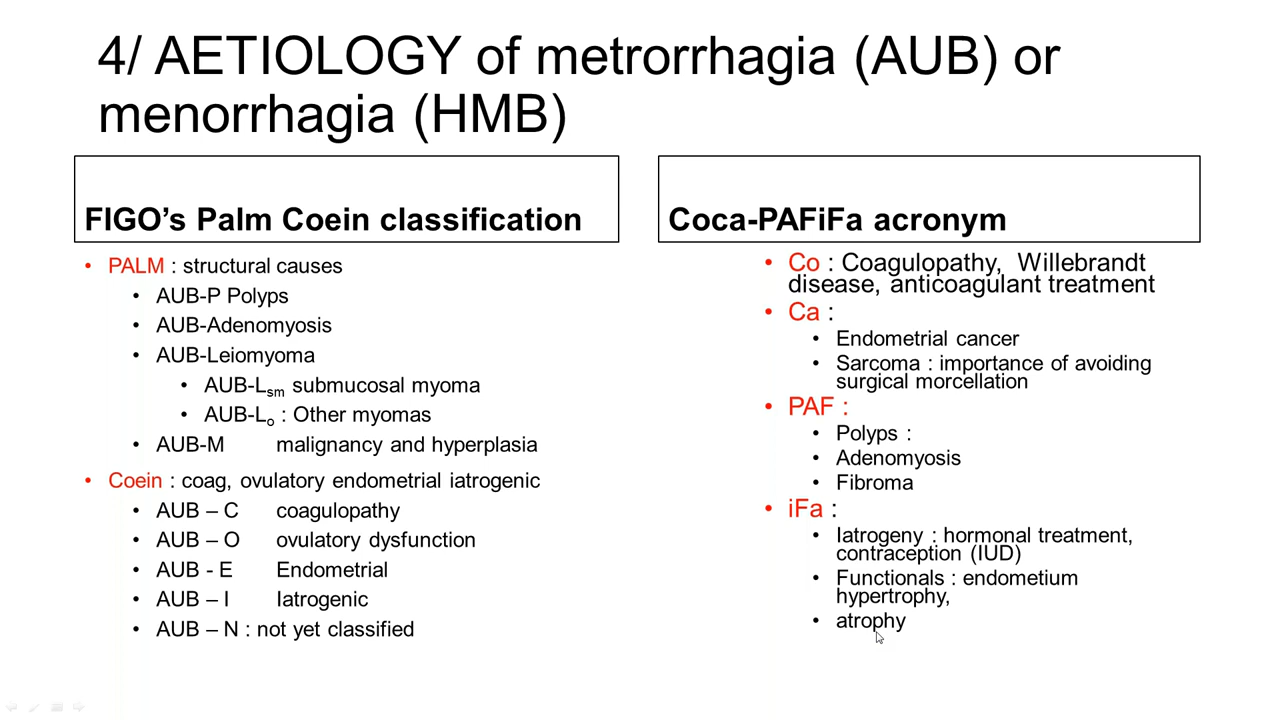 4/ AETIOLOGY of metrorrhagia (AUB) or
menorrhagia (HMB)
FIGO’s Palm Coein classification
• PALM : structural causes
• AUB-P Polyps
• AUB-Adenomyosis
• AUB-Leiomyoma
• AUB-Lsm submucosal myoma
• AUB-Lo : Other myomas
• AUB-M malignancy and hyperplasia
• Coein : coag, ovulatory endometrial iatrogenic
• AUB – C coagulopathy
• AUB – O ovulatory dysfunction
• AUB - E Endometrial
• AUB – I Iatrogenic
• AUB – N : not yet classified
Coca-PAFiFa acronym
• Co : Coagulopathy, Willebrandt
disease, anticoagulant treatment
• Ca :
• Endometrial cancer
• Sarcoma : importance of avoiding
surgical morcellation
• PAF :
• Polyps :
• Adenomyosis
• Fibroma
• iFa :
• Iatrogeny : hormonal treatment,
contraception (IUD)
• Functionals : endometium
hypertrophy,
• atrophy